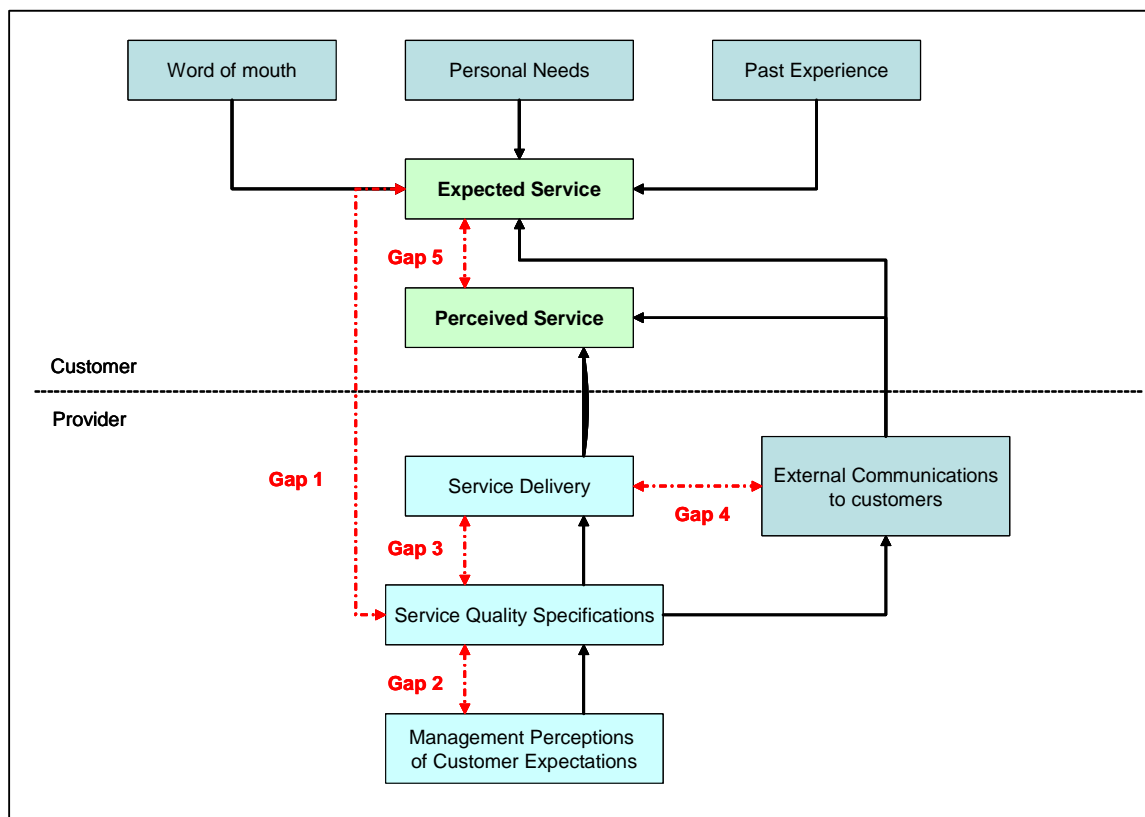 Word of mouth
Personal Needs
Past Experience
Expected Service
Gap 5
Perceived Service
Customer
Provider
Gap 1
Service Delivery
External Communications
to customers
Gap 4
Gap 3
Service Quality Specifications
Gap 2
Management Perceptions
of Customer Expectations